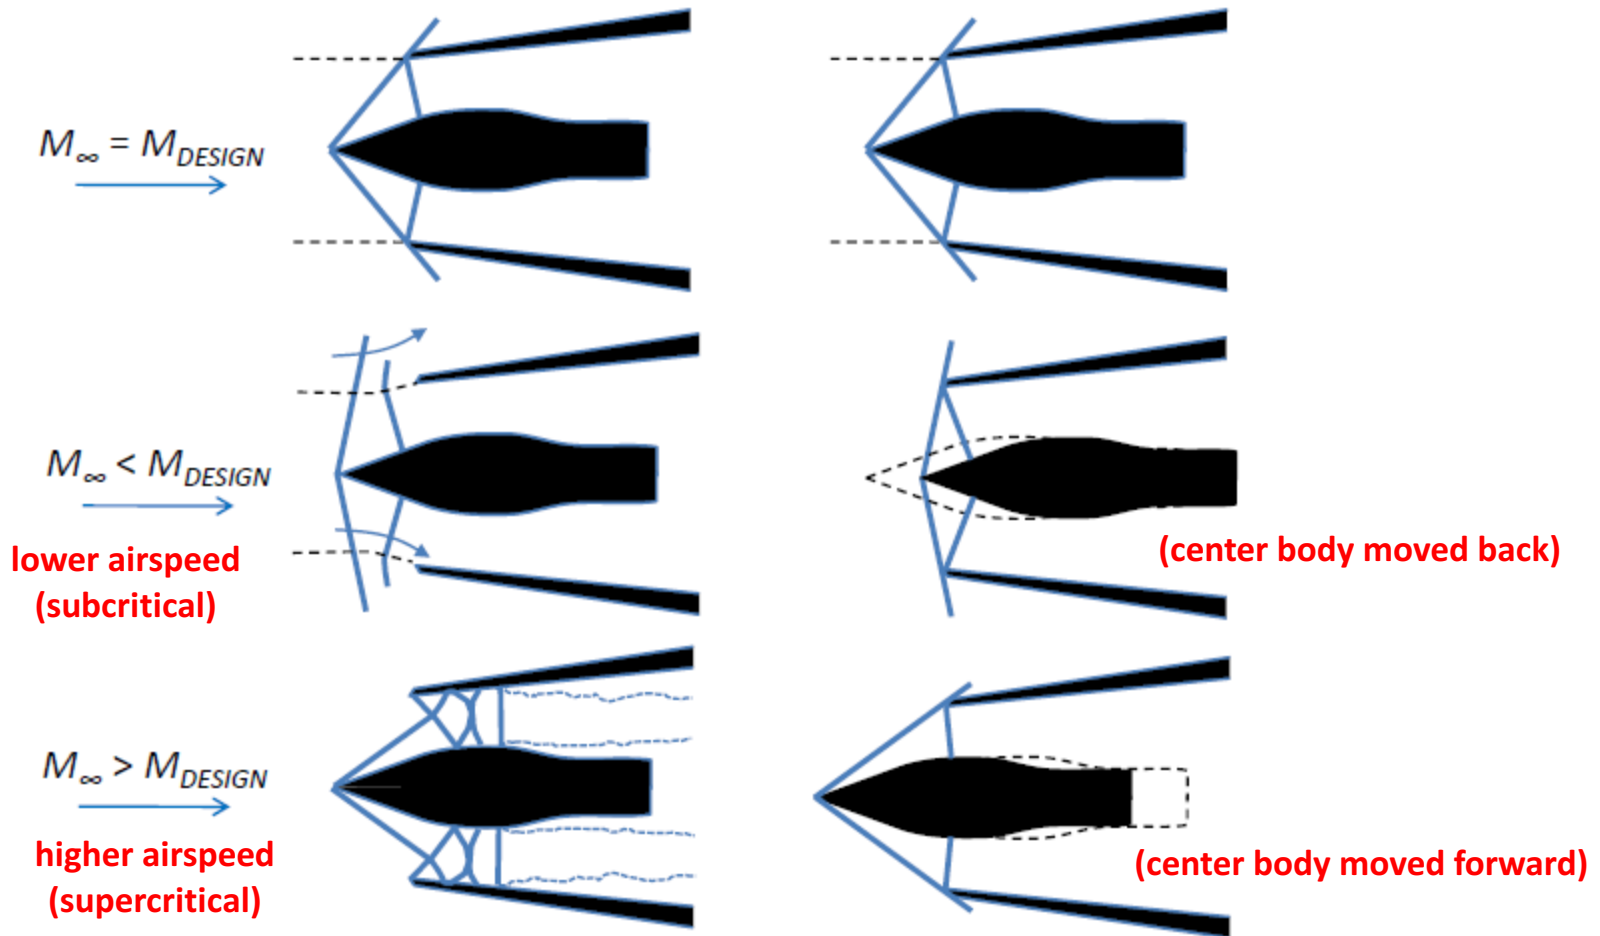 M∞ = MDESIGN
M∞ < MDESIGN
lower airspeed
(subcritical)
(center body moved back)
M∞ > MDESIGN
higher airspeed
(supercritical)
(center body moved forward)